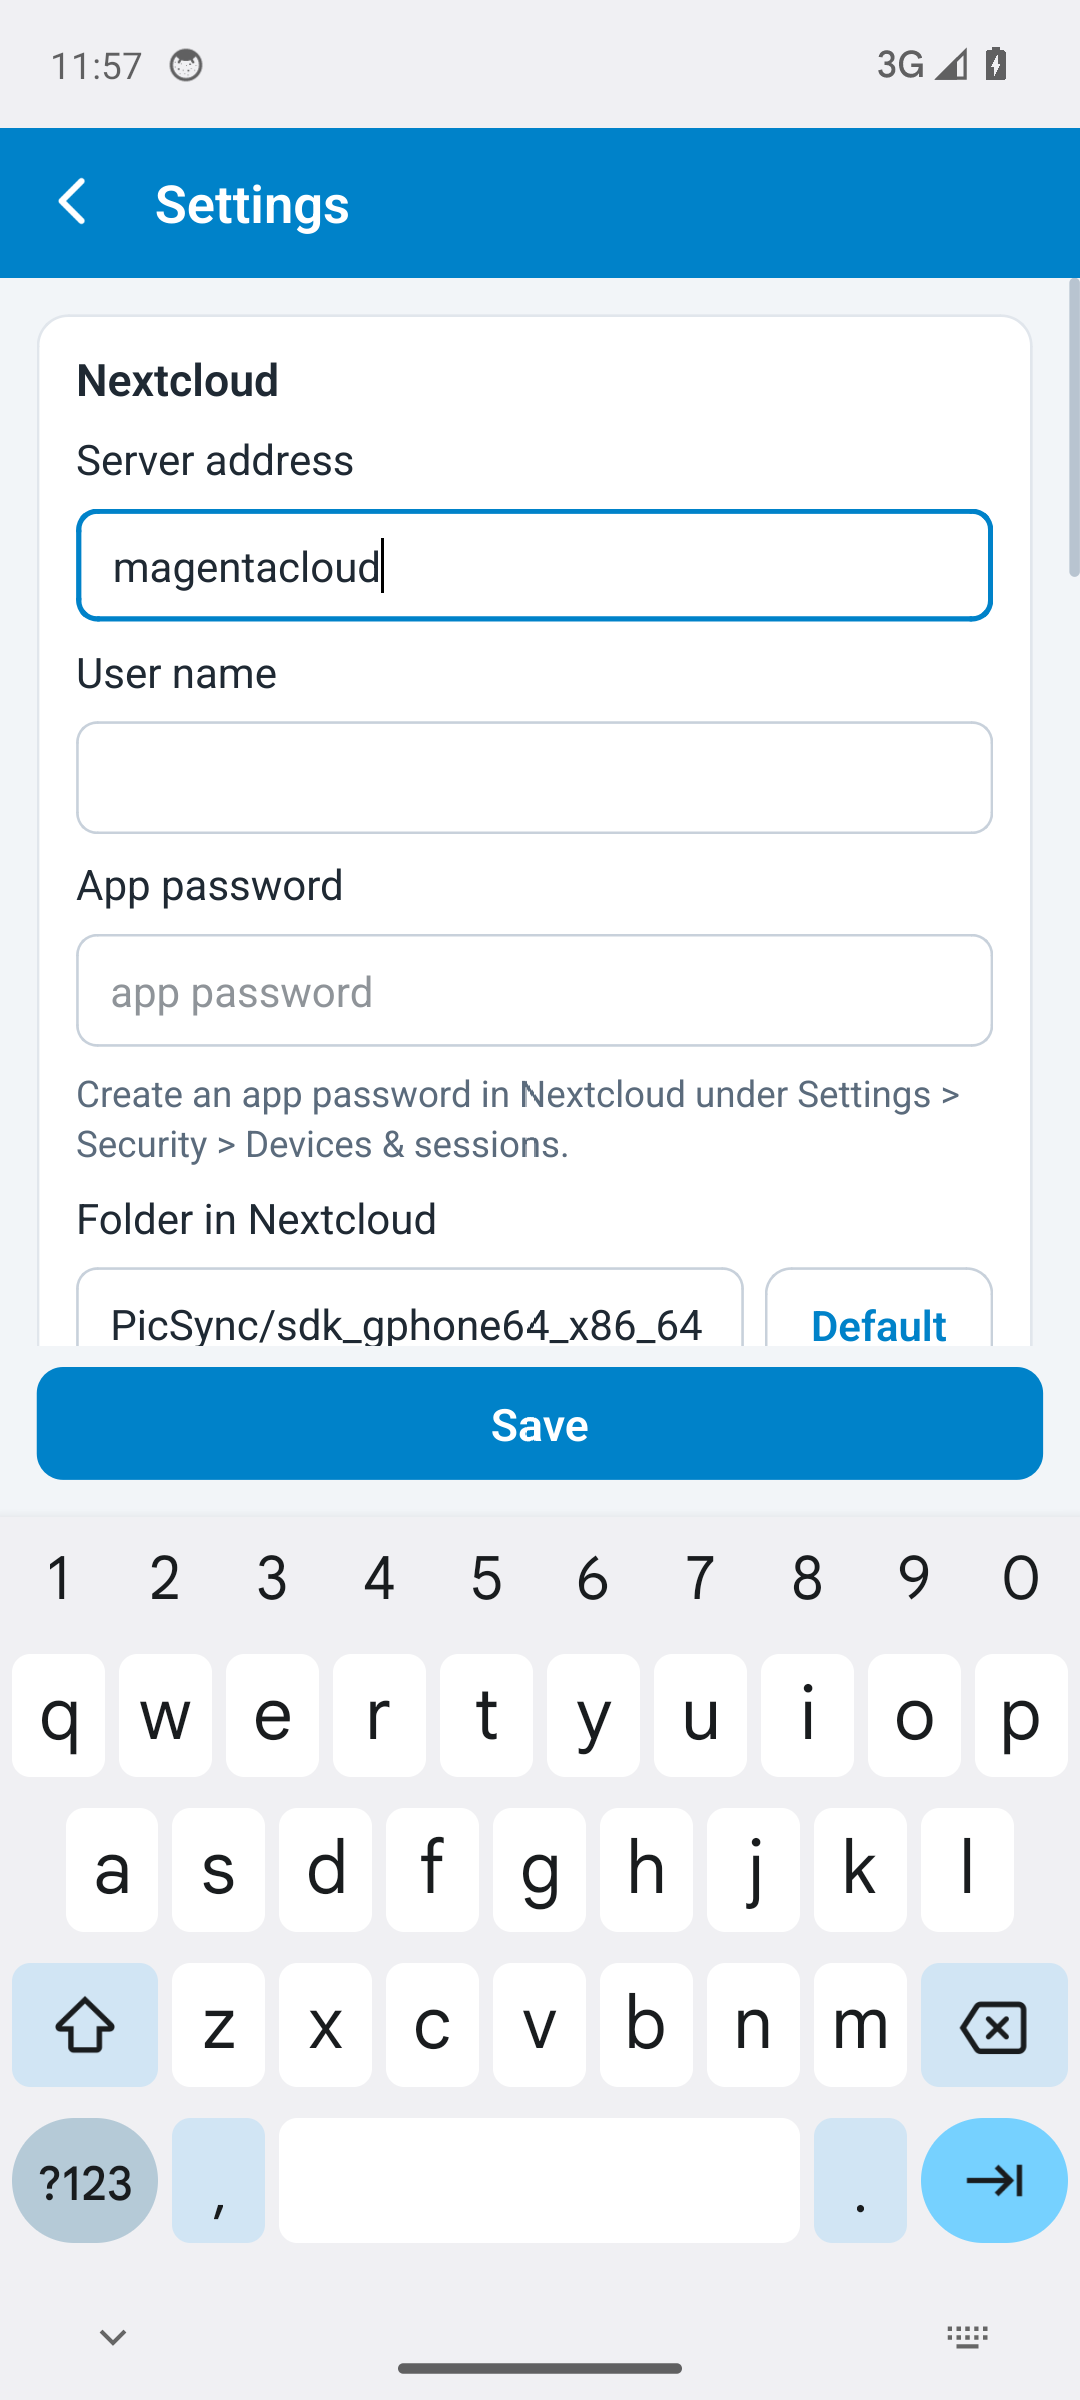 11:57 3G
Settings
Nextcloud
Server address
magentacloud
User name
App password
app password
Create an app password in Nextcloud under Settings >
Security > Devices & sessions.
Folder in Nextcloud
PicSync/sdk_gphone64_x86_64 Default
Save
1 2 3 4 5 6 7 8 9 0
q w e r t y u i o p
a s d f g h j k l
z x c v b n m
?123 , .